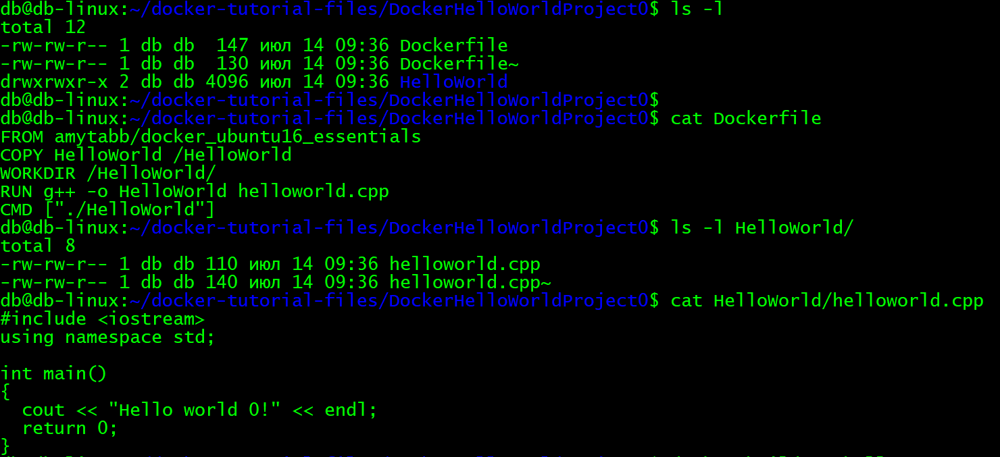 db@db-linux:~/docker-tutorial-files/DockerHelloWorldProject0$ ls -l
total 12
-rw-rw-r-- 1 db db  147 июл 14 09:36 Dockerfile
-rw-rw-r-- 1 db db  130 июл 14 09:36 Dockerfile~
drwxrwxr-x 2 db db 4096 июл 14 09:36 HelloWorld
db@db-linux:~/docker-tutorial-files/DockerHelloWorldProject0$
db@db-linux:~/docker-tutorial-files/DockerHelloWorldProject0$ cat Dockerfile
FROM amytabb/docker_ubuntu16_essentials
COPY HelloWorld /HelloWorld
WORKDIR /HelloWorld/
RUN g++ -o HelloWorld helloworld.cpp
CMD ["./HelloWorld"]
db@db-linux:~/docker-tutorial-files/DockerHelloWorldProject0$ ls -l HelloWorld/
total 8
-rw-rw-r-- 1 db db 110 июл 14 09:36 helloworld.cpp
-rw-rw-r-- 1 db db 140 июл 14 09:36 helloworld.cpp~
db@db-linux:~/docker-tutorial-files/DockerHelloWorldProject0$ cat HelloWorld/helloworld.cpp
#include <iostream>
using namespace std;

int main()
{
  cout << "Hello world 0!" << endl;
  return 0;
}